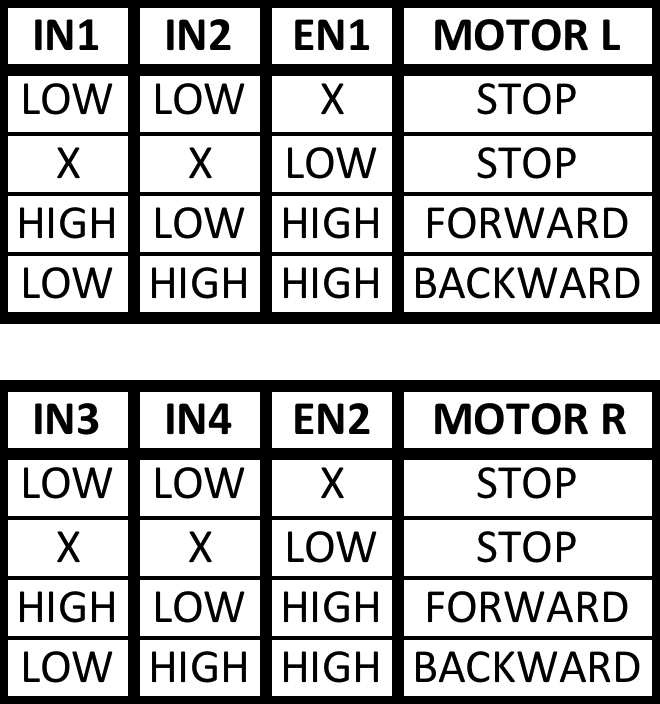 IN1 IN2 EN1 MOTOR L
LOW LOW X STOP
X X LOW STOP
HIGH LOW HIGH FORWARD
LOW HIGH HIGH BACKWARD
IN3 IN4 EN2 MOTOR R
LOW LOW X STOP
X X LOW STOP
HIGH LOW HIGH FORWARD
LOW HIGH HIGH BACKWARD